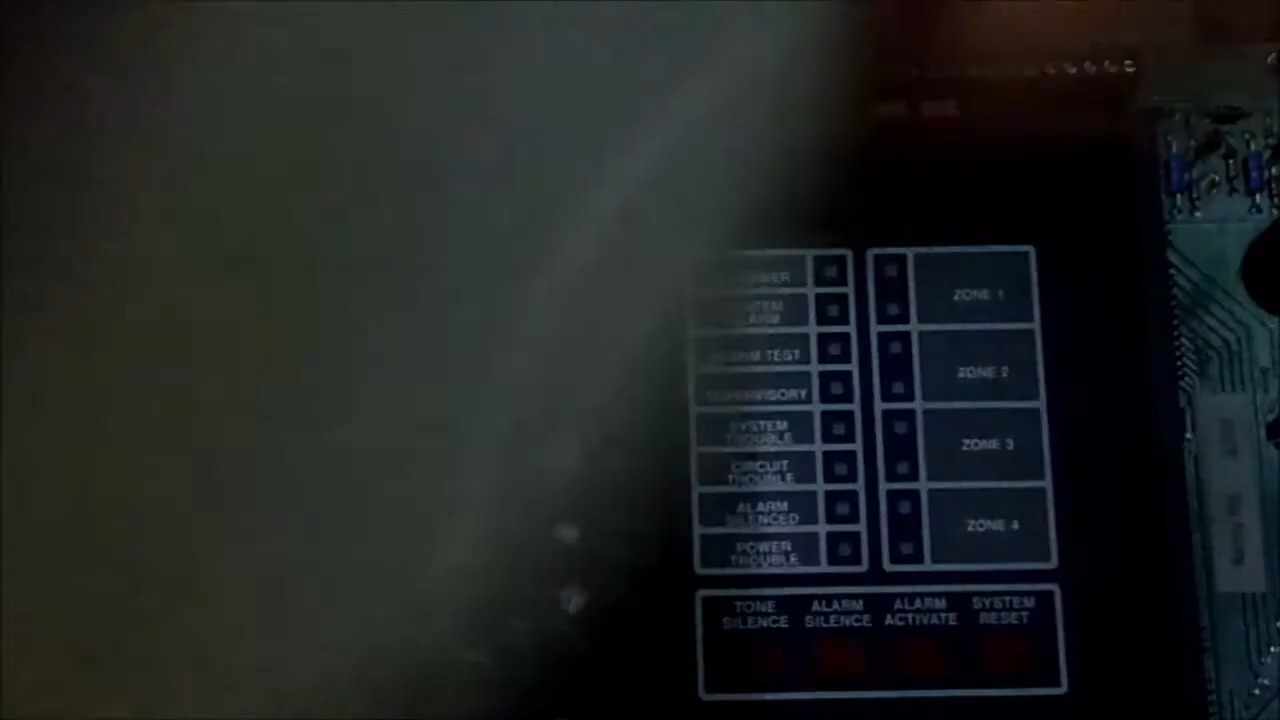 ZONE 1
ALARM TEST
ZONE 2
SUPERVISORY
SYSTEM
TROUBLE
ZONE 3
CIRCUIT
TROUBLE
ALARM
SILENCED
ZONE 4
POWER
TROUBLE
TONE
SILENCE
ALARM
SILENCE
ALARM
ACTIVATE
SYSTEM
RESET